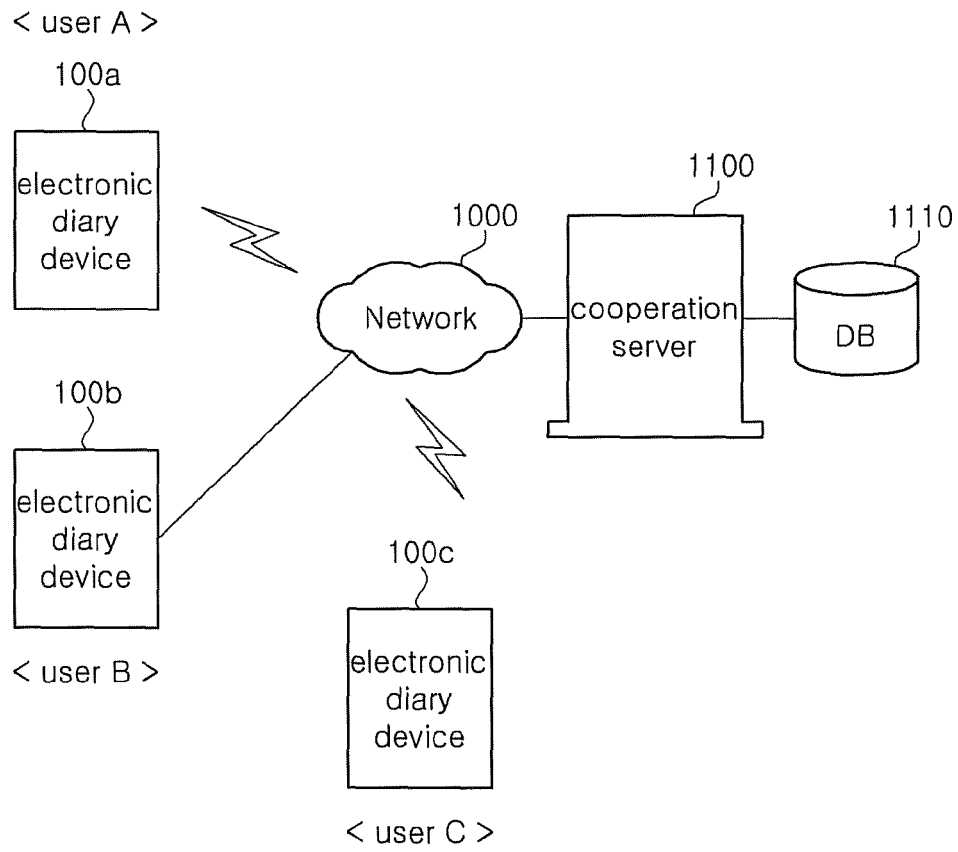 < user A >
100a
electronic
diary
device
1000
Network
1100
cooperation
server
1110
DB
100b
electronic
diary
device
< user B >
100c
electronic
diary
device
< user C >